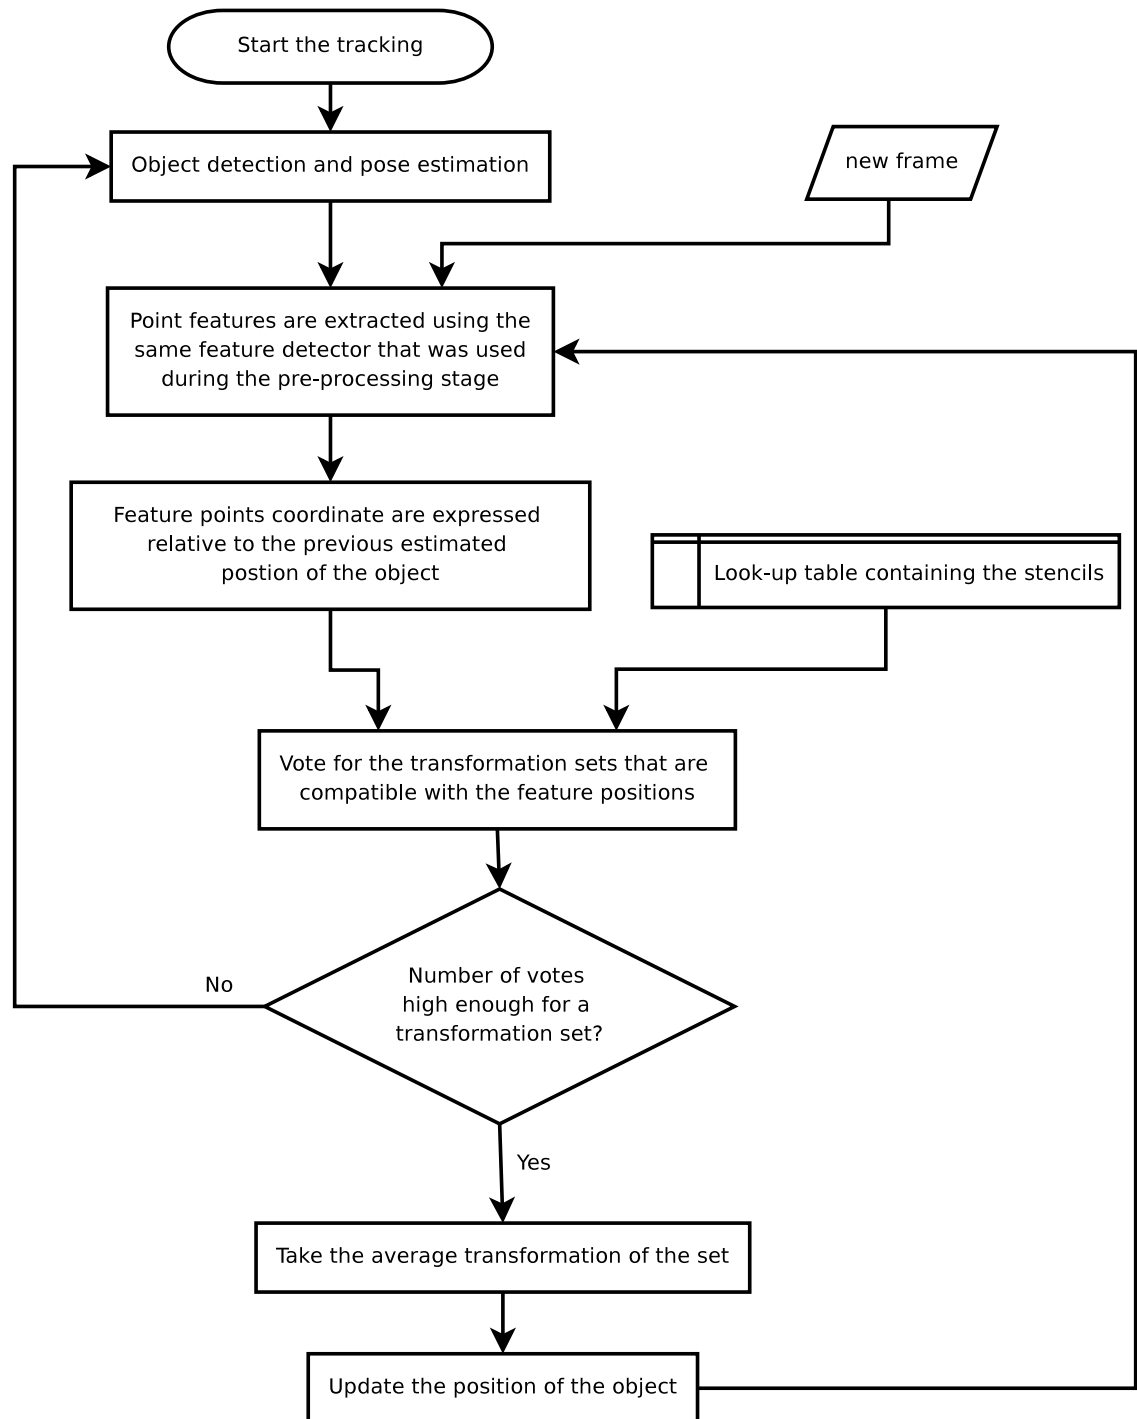 Start the tracking
Object detection and pose estimation
new frame
Point features are extracted using the
same feature detector that was used
during the pre-processing stage
Feature points coordinate are expressed
relative to the previous estimated
postion of the object
Look-up table containing the stencils
Vote for the transformation sets that are
compatible with the feature positions
Number of votes
high enough for a
transformation set?
No
Yes
Take the average transformation of the set
Update the position of the object